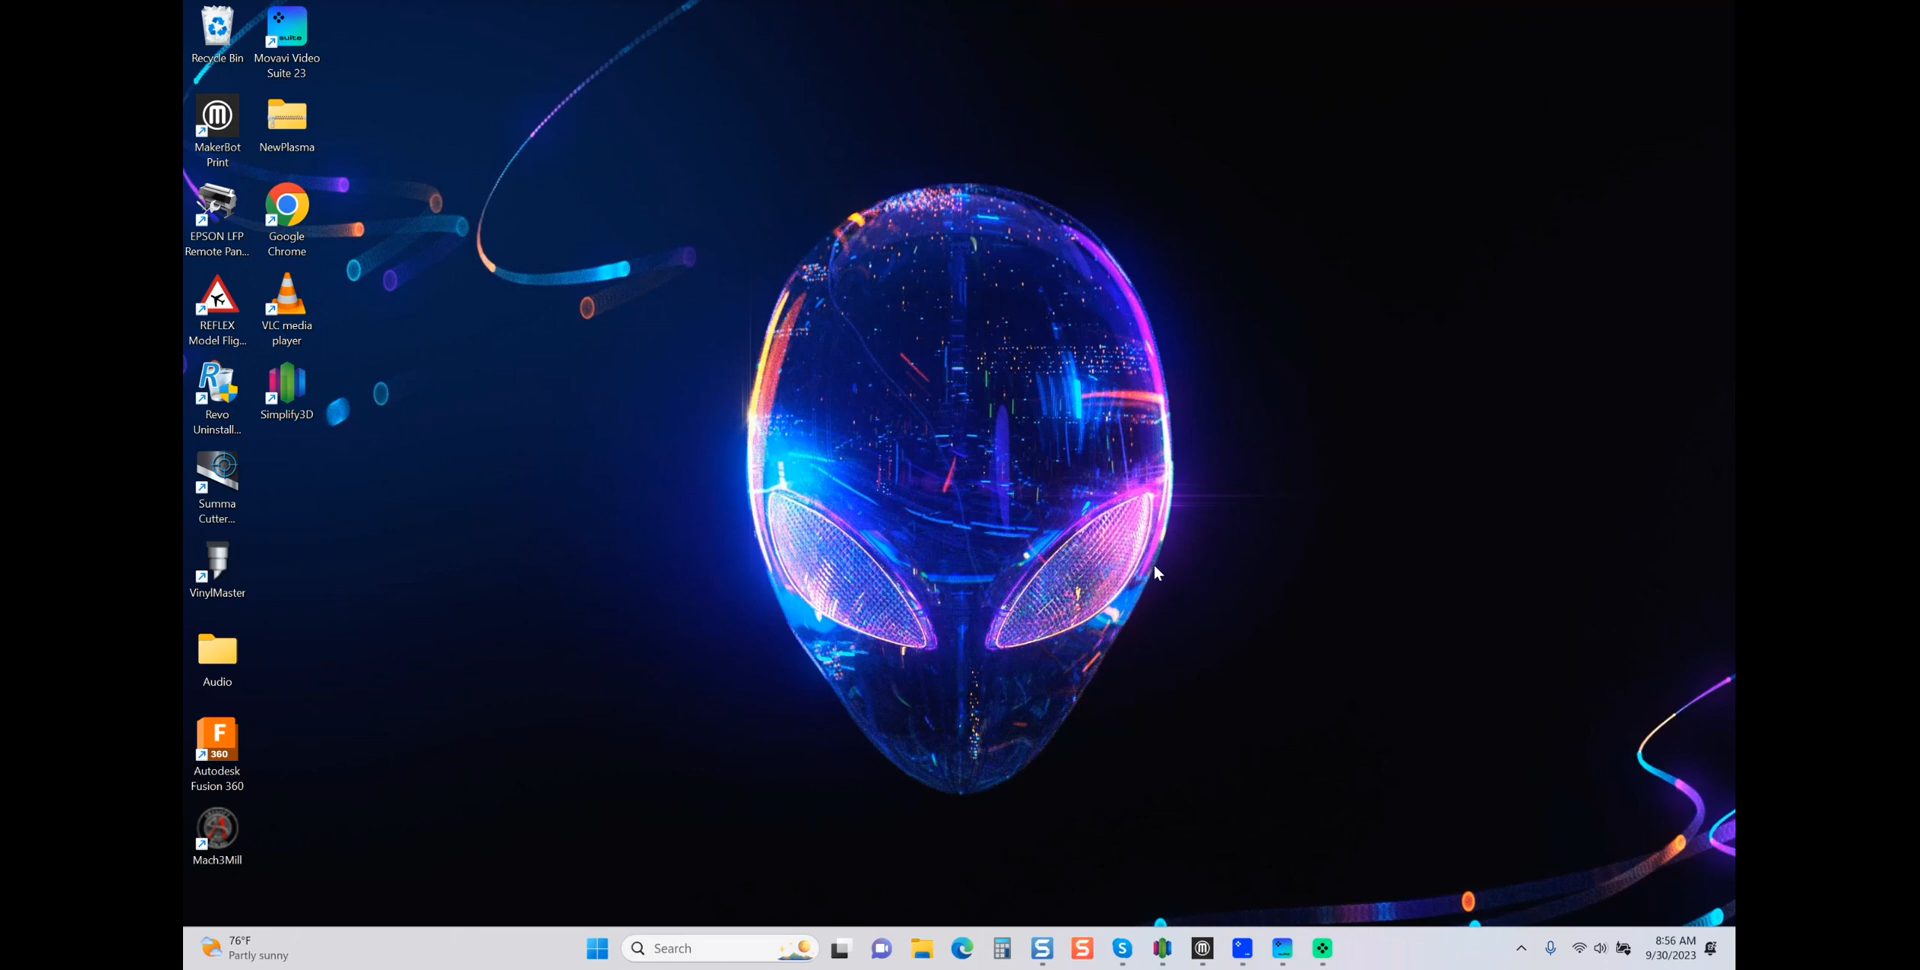 Recycle Bin
suite
Movavi Video
Suite 23
MakerBot
Print
NewPlasma
EPSON LFP
Remote Pan...
Google
Chrome
REFLEX
Model Flig...
VLC media
player
R
Revo
Uninstall...
Simplify3D
Summa
Cutter...
VinylMaster
Audio
F
360
Autodesk
Fusion 360
Mach3Mill
76°F
Partly sunny
Search
8:56 AM
9/30/2023